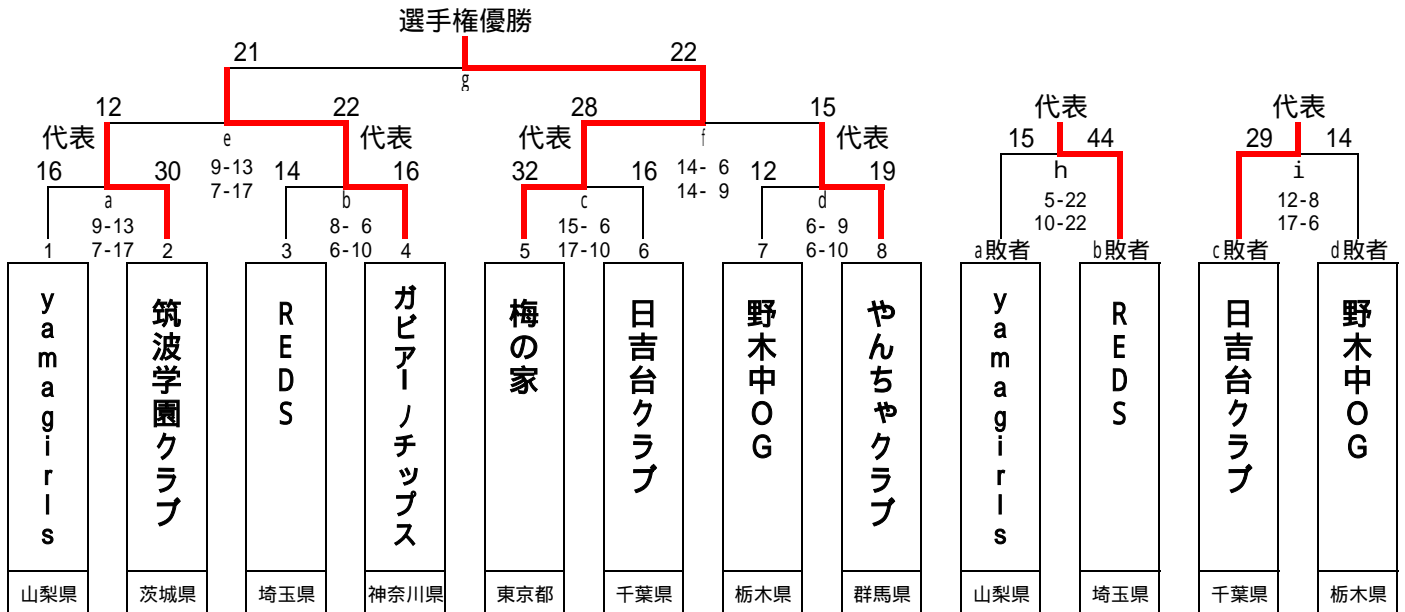 選手権優勝
21 22
g
12 22 28 15 代表 代表
代表 e 代表 代表 f 代表
16 30 9-13 14 16 32 16 14- 6 12 19 15 44 29 14
7-17 14- 9 h i
a b c d 5-22 12-8
9-13 8- 6 15- 6 6- 9 10-22 17-6
1 7-17 2 3 6-10 4 5 17-10 6 7 6-10 8 a敗者 b敗者 c敗者 d敗者
yamagirls
筑波学園クラブ
REDS
ガビアーノチップス
梅の家
日吉台クラブ
野木中OG
やんちゃクラブ
yamagirls
REDS
日吉台クラブ
野木中OG
山梨県 茨城県 埼玉県 神奈川県 東京都 千葉県 栃木県 群馬県 山梨県 埼玉県 千葉県 栃木県